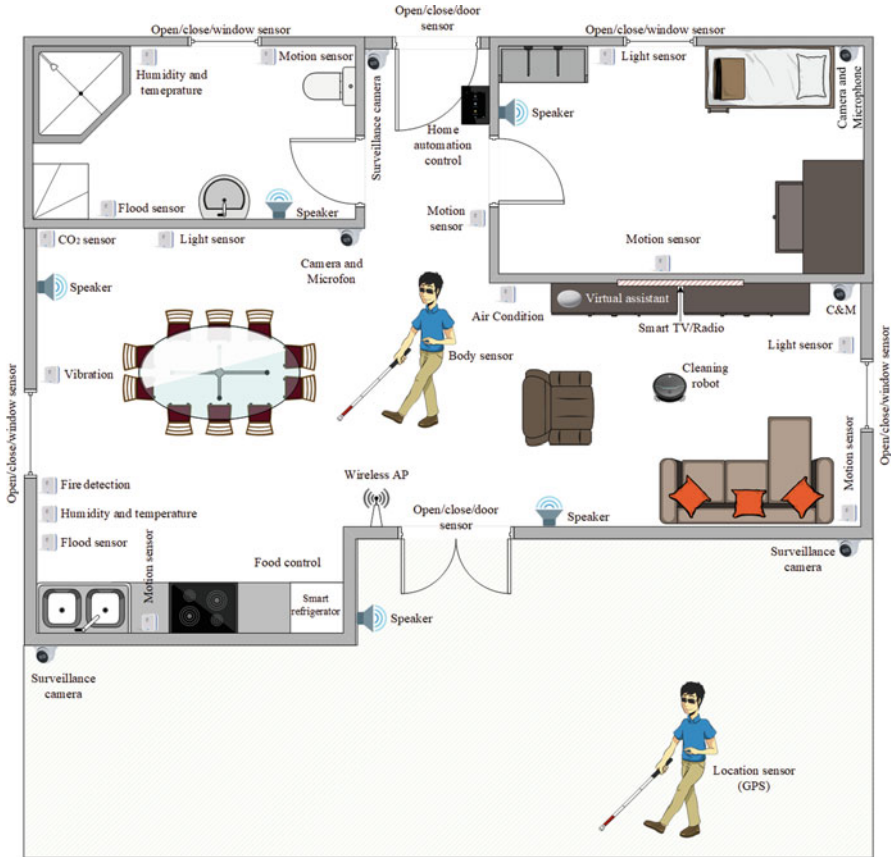 Open/close/door
sensor
Open/close/window sensor
Open/close/window sensor
Humidity and
temeprature
Motion sensor
Surveillance camera
Home
automation
control
Speaker
Light sensor
Camera and
Microphone
Flood sensor
Speaker
Motion
sensor
Motion sensor
CO₂ sensor
Light sensor
Camera and
Microfon
Speaker
Air Condition
Virtual assistant
Smart TV/Radio
C&M
Light sensor
Body sensor
Cleaning
robot
Vibration
Open/close/window sensor
Open/close/window sensor
Motion sensor
Fire detection
Humidity and temperature
Flood sensor
Motion sensor
Wireless AP
Open/close/door
sensor
Speaker
Surveillance
camera
Food control
Smart
refrigerator
Speaker
Surveillance
camera
Location sensor
(GPS)